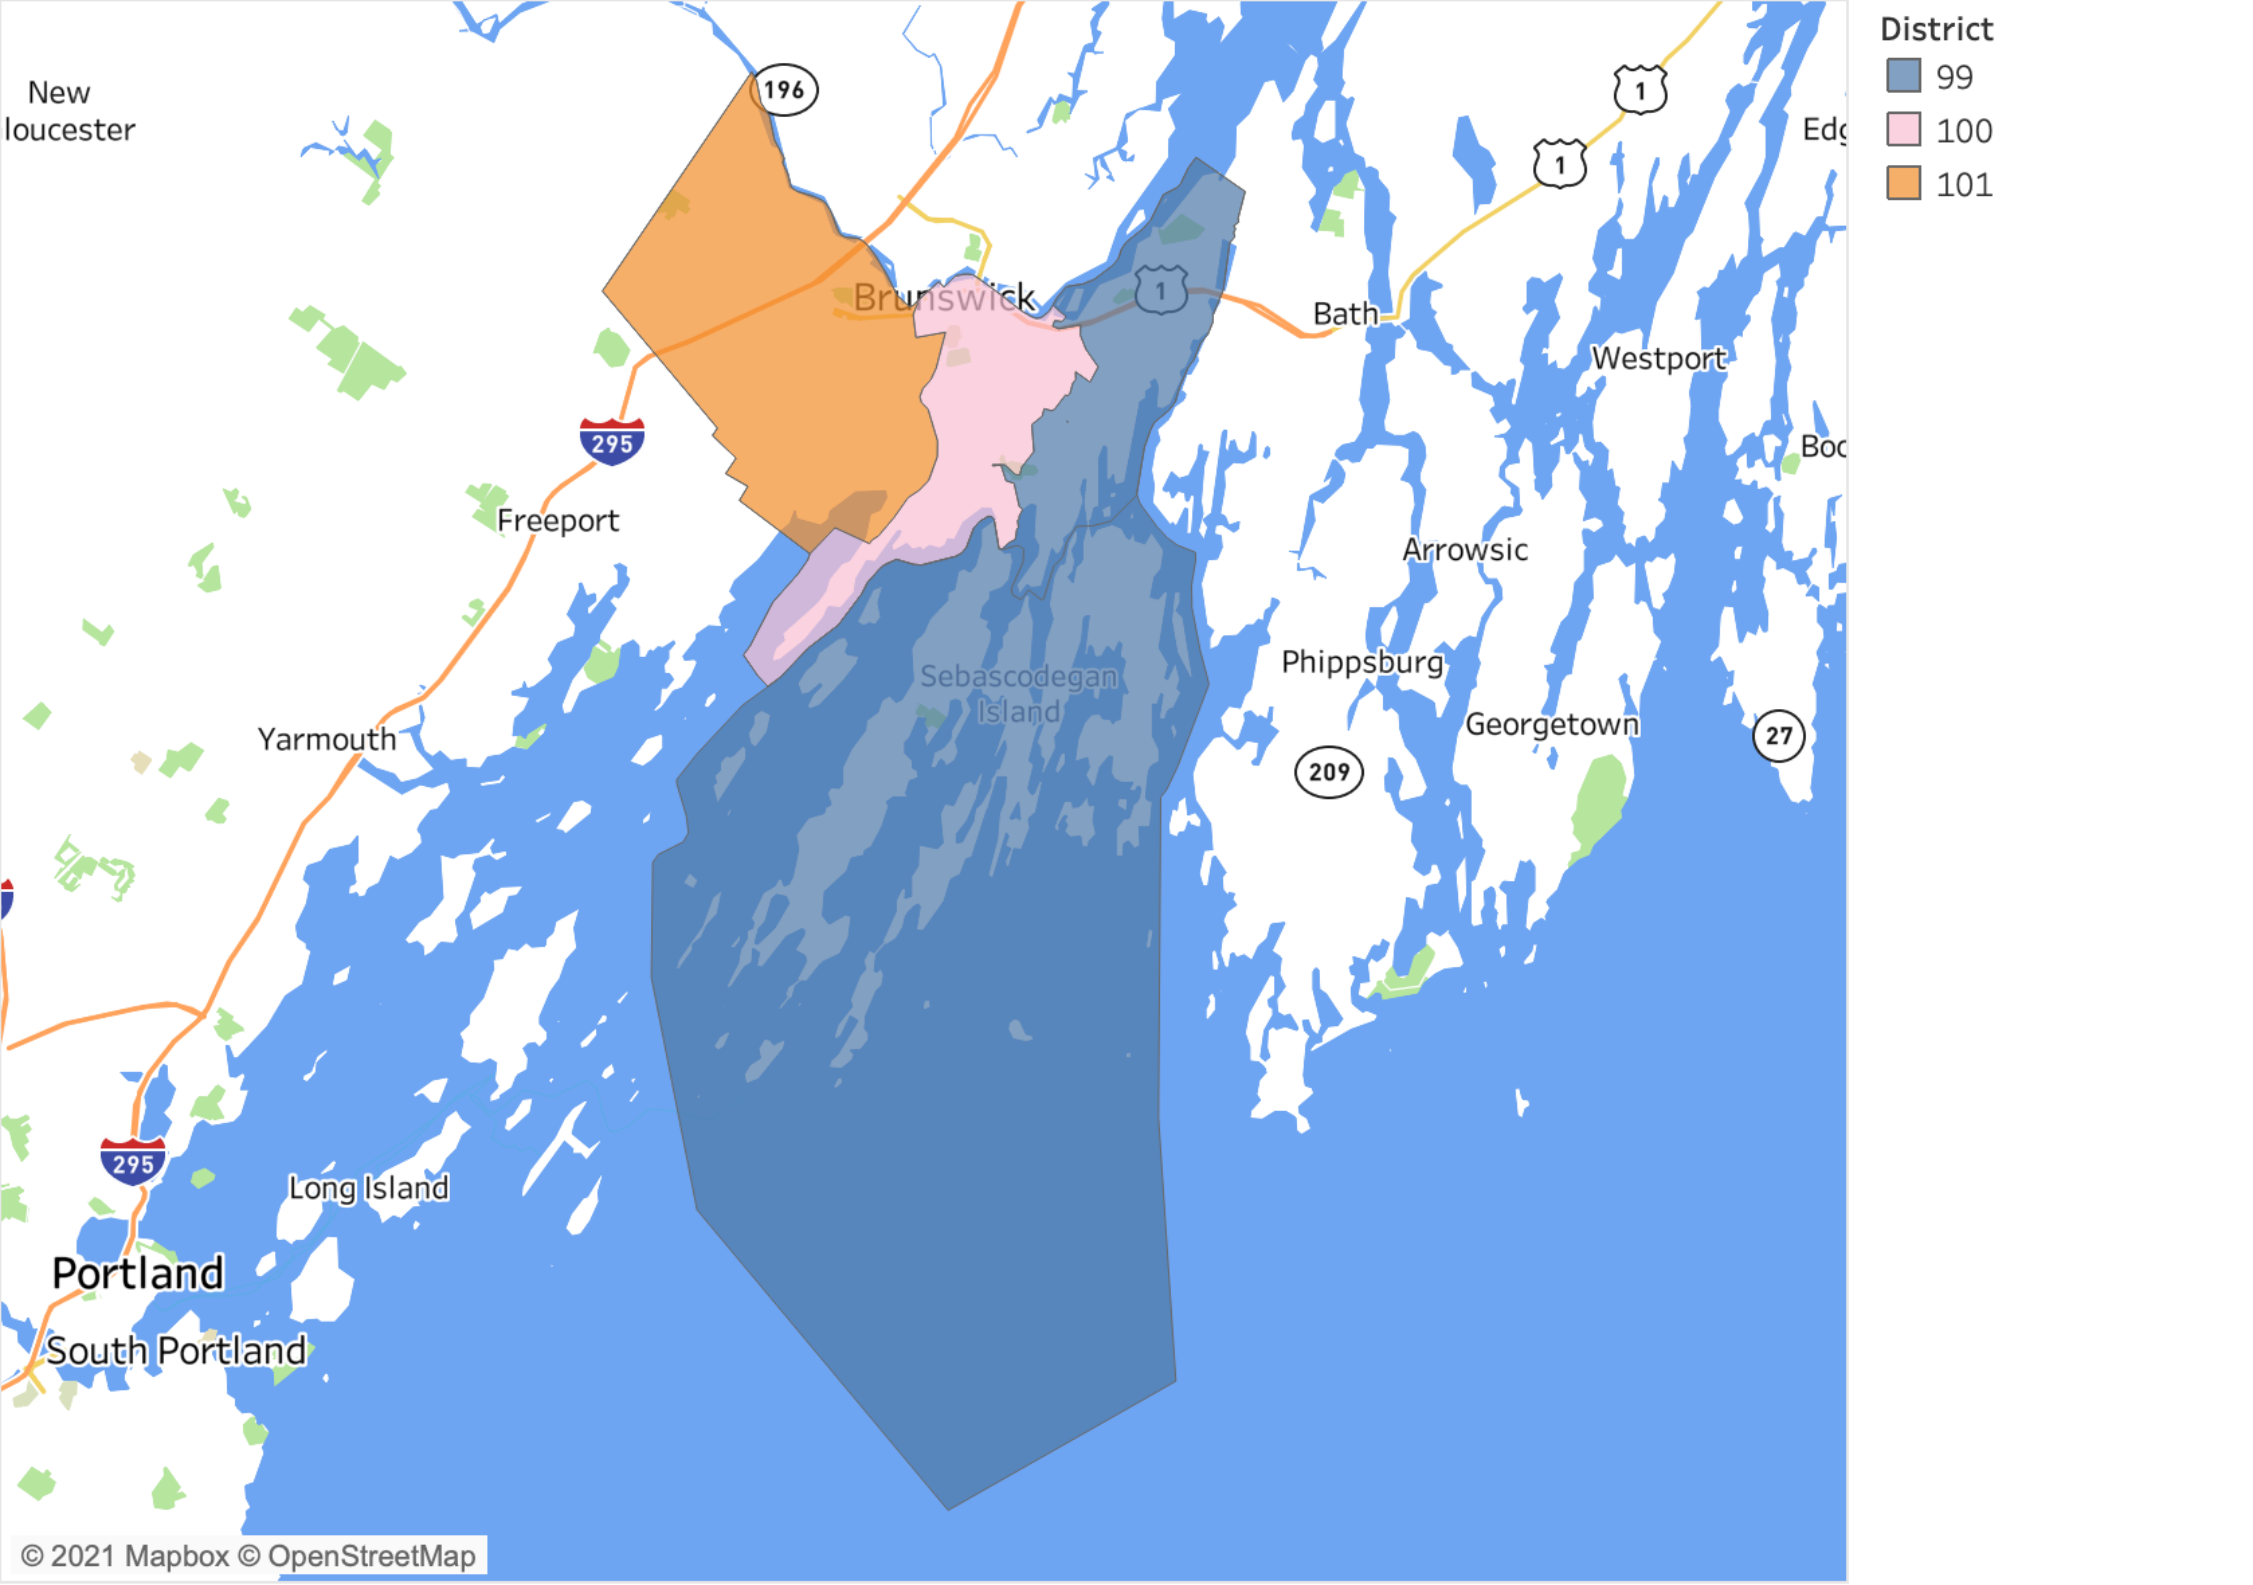 District
99
100
101
New
loucester
196
1
1
Edg
Brunswick
1
Bath
Westport
295
Boo
Freeport
Arrowsic
Sebascodegan
Island
Phippsburg
Georgetown
Yarmouth
27
209
295
Long Island
Portland
South Portland
© 2021 Mapbox © OpenStreetMap